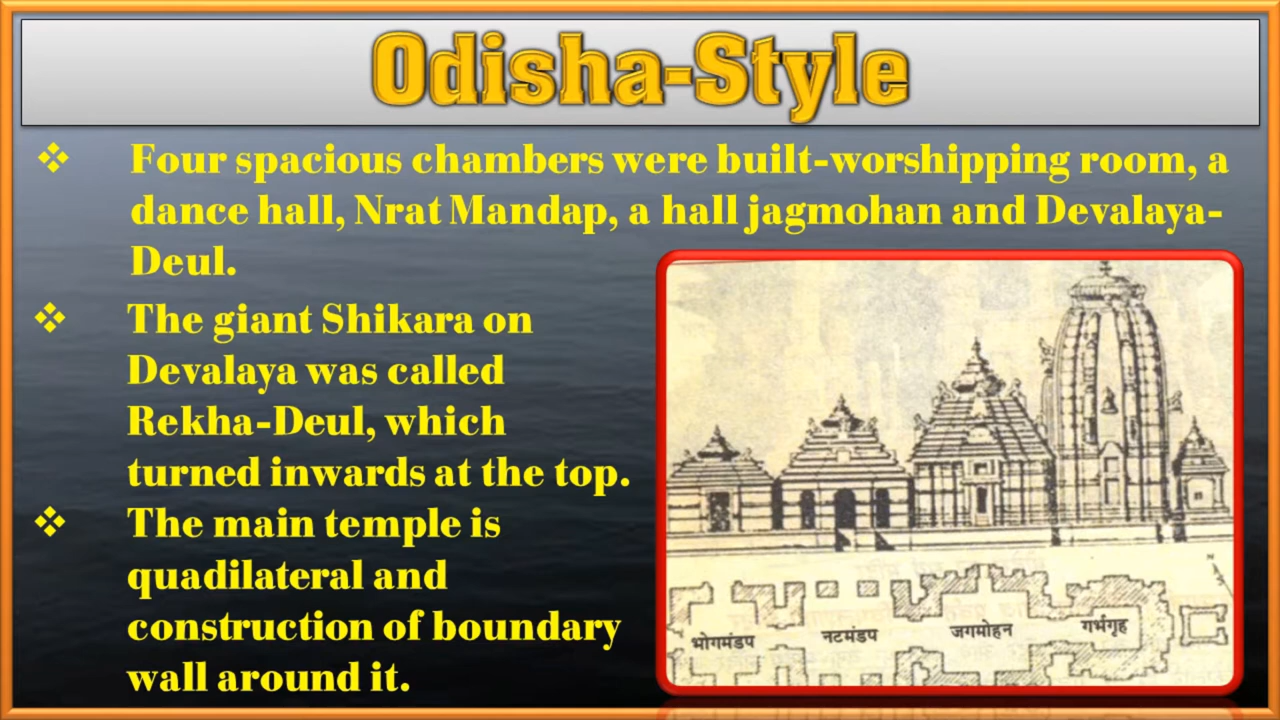 Odisha-Style
❖ Four spacious chambers were built-worshipping room, a
dance hall, Nrat Mandap, a hall jagmohan and Devalaya-
Deul.
❖ The giant Shikara on
Devalaya was called
Rekha-Deul, which
turned inwards at the top.
❖ The main temple is
quadilateral and
construction of boundary
wall around it.
भोगमंडप नटमंडप जगमोहन गर्भगृह